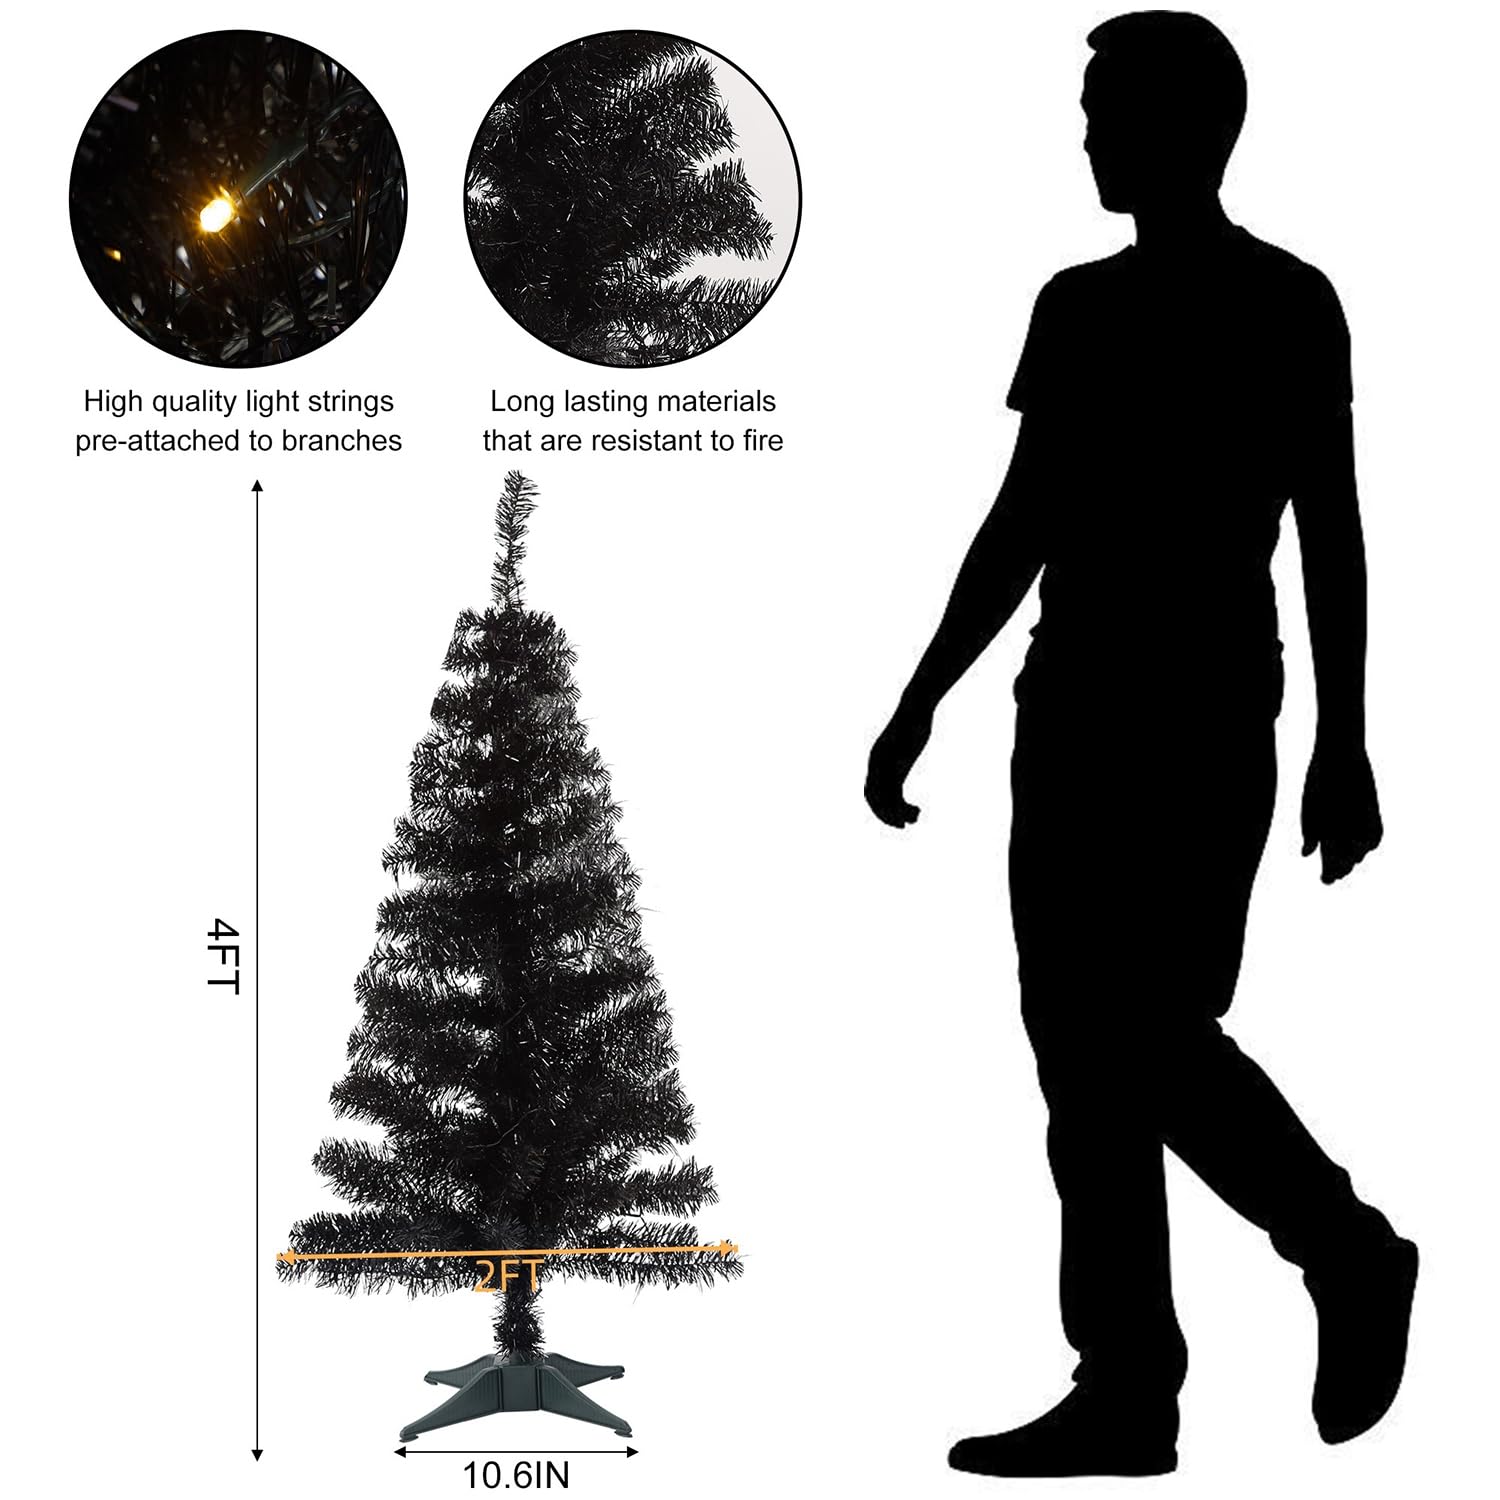 High quality light strings
pre-attached to branches
Long lasting materials
that are resistant to fire
4FT
2FT
10.6IN